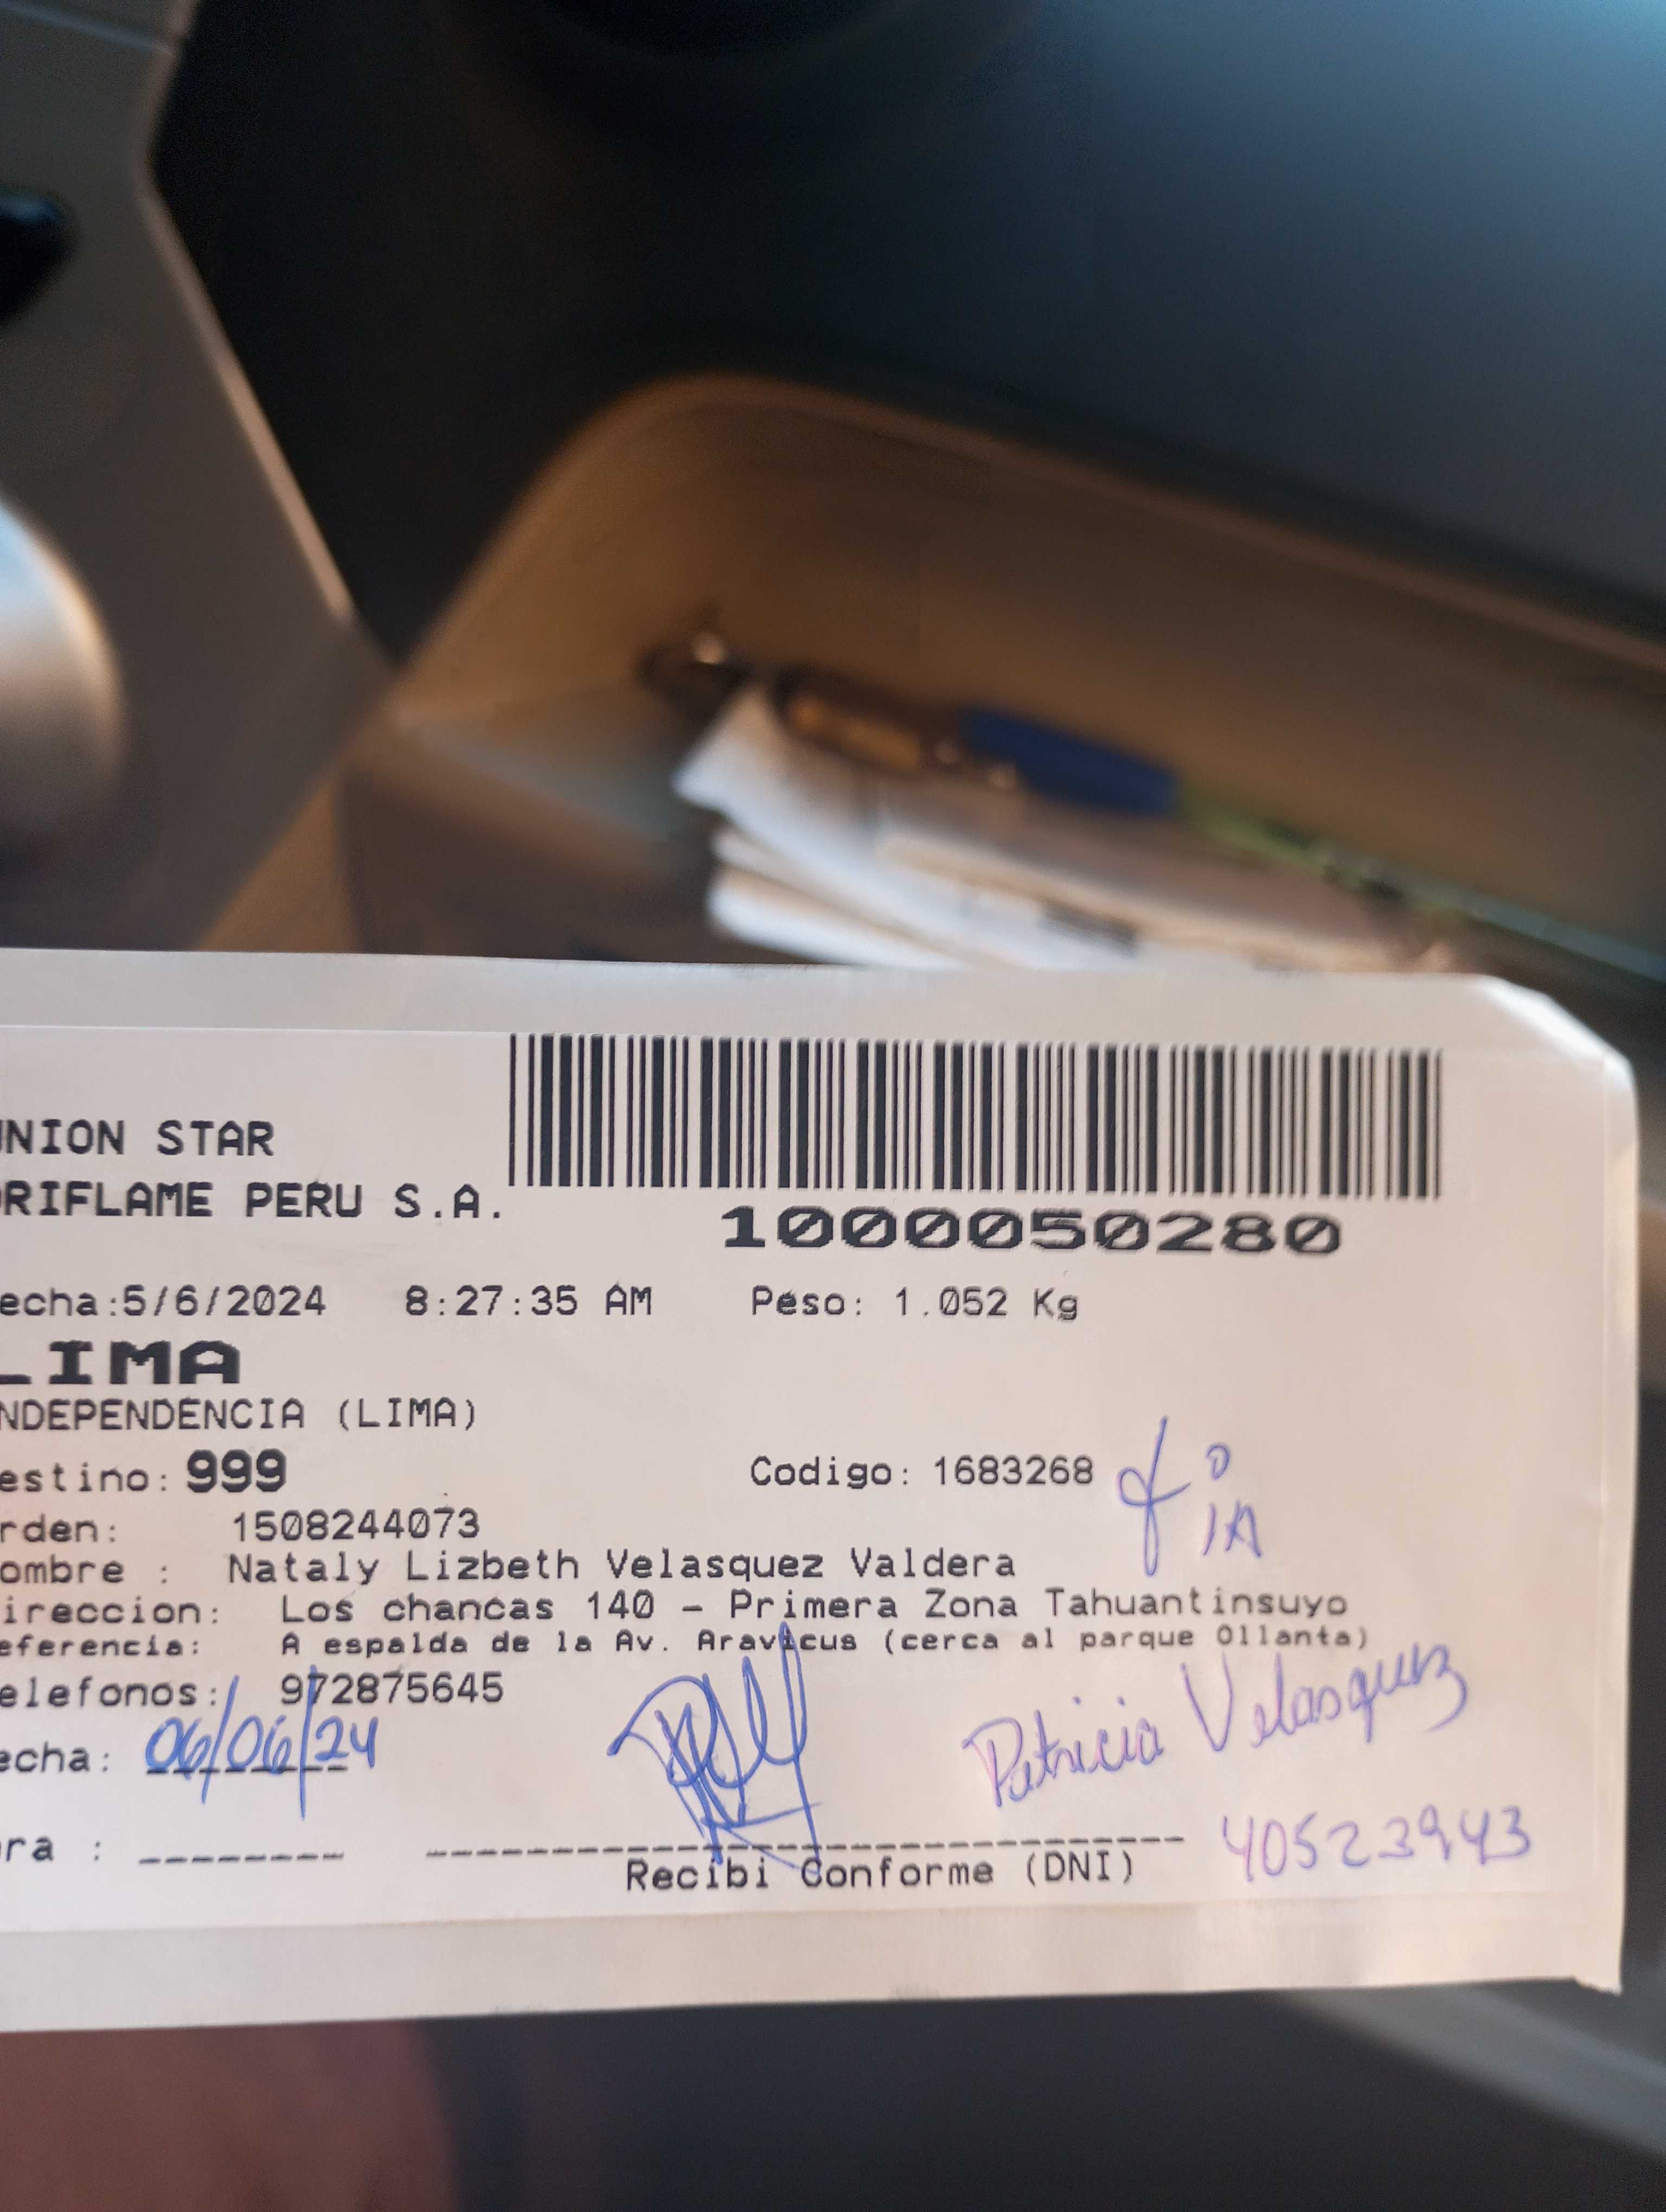 NION STAR
RIFLAME PERU S.A.
1000050280
echa:5/6/2024 8:27:35 AM Peso: 1.052 Kg
LIMA
NDEPENDENCIA (LIMA)
estino: 999 Codigo: 1683268
1A
rden: 1508244073
ombre : Nataly Lizbeth Velasquez Valdera
ireccion: Los chancas 140 - Primera Zona Tahuantinsuyo
eferencia: A espalda de la Av. Aravicus (cerca al parque Ollanta)
elefonos: 972875645
echa: 06/06/24
Patricia Velasquez
ra :
40523943
Recibi Conforme (DNI)